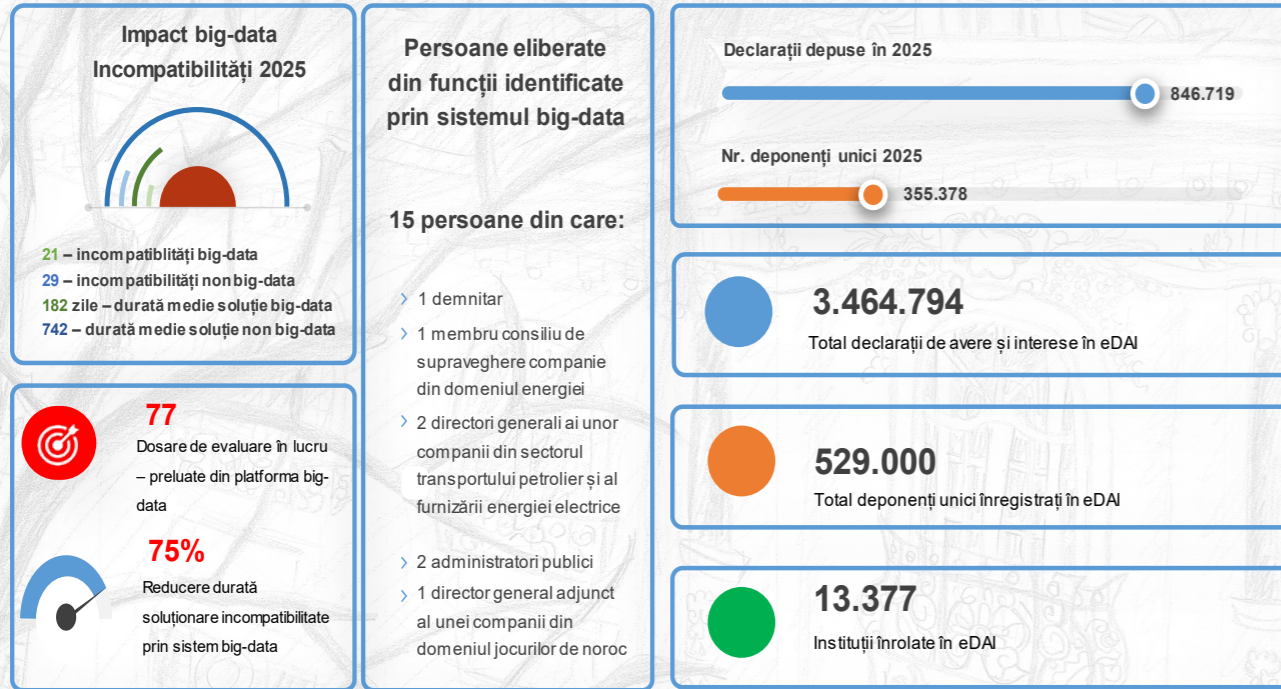 Impact big-data
Incompatibilități 2025
21 – incompatiblități big-data
29 – incompatibilități non big-data
182 zile – durată medie soluție big-data
742 – durată medie soluție non big-data
77
Dosare de evaluare în lucru
– preluate din platforma big-
data
75%
Reducere durată
soluționare incompatibilitate
prin sistem big-data
Persoane eliberate
din funcții identificate
prin sistemul big-data
15 persoane din care:
1 demnitar
1 membru consiliu de
supraveghere companie
din domeniul energiei
2 directori generali ai unor
companii din sectorul
transportului petrolier și al
furnizării energiei electrice
2 administratori publici
1 director general adjunct
al unei companii din
domeniul jocurilor de noroc
Declarații depuse în 2025
846.719
Nr. deponenți unici 2025
355.378
3.464.794
Total declarații de avere și interese în eDAI
529.000
Total deponenți unici înregistrați în eDAI
13.377
Instituții înrolate în eDAI